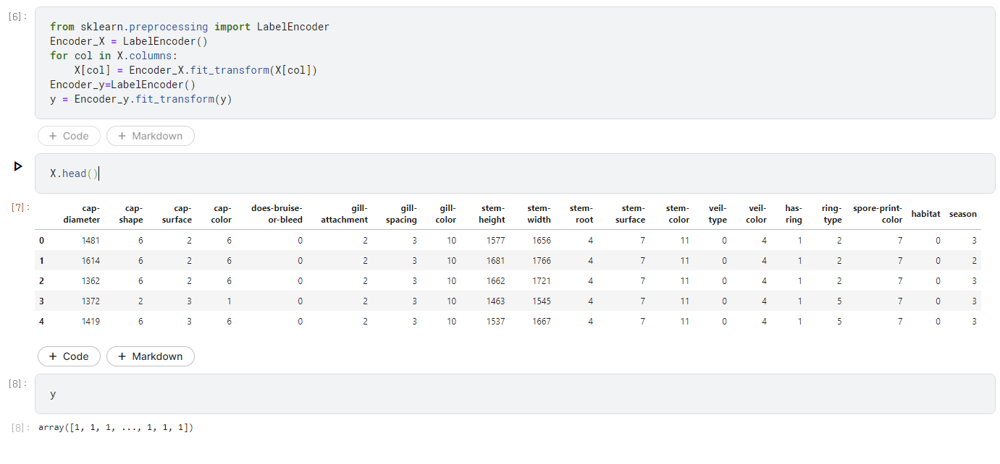 [6]:
from sklearn.preprocessing import LabelEncoder
Encoder_X = LabelEncoder()
for col in X.columns:
    X[col] = Encoder_X.fit_transform(X[col])
Encoder_y=LabelEncoder()
y = Encoder_y.fit_transform(y)
+ Code + Markdown
X.head()
[7]:
cap- cap- cap- cap- does-bruise- gill- gill- gill- stem- stem- stem- stem- stem- veil- veil- has- ring- spore-print- habitat season
diameter shape surface color or-bleed attachment spacing color height width root surface color type color ring type color
0 1481 6 2 6 0 2 3 10 1577 1656 4 7 11 0 4 1 2 7 0 3
1 1614 6 2 6 0 2 3 10 1681 1766 4 7 11 0 4 1 2 7 0 2
2 1362 6 2 6 0 2 3 10 1662 1721 4 7 11 0 4 1 2 7 0 3
3 1372 2 3 1 0 2 3 10 1463 1545 4 7 11 0 4 1 5 7 0 3
4 1419 6 3 6 0 2 3 10 1537 1667 4 7 11 0 4 1 5 7 0 3
+ Code + Markdown
[8]:
y
[8]: array([1, 1, 1, ..., 1, 1, 1])